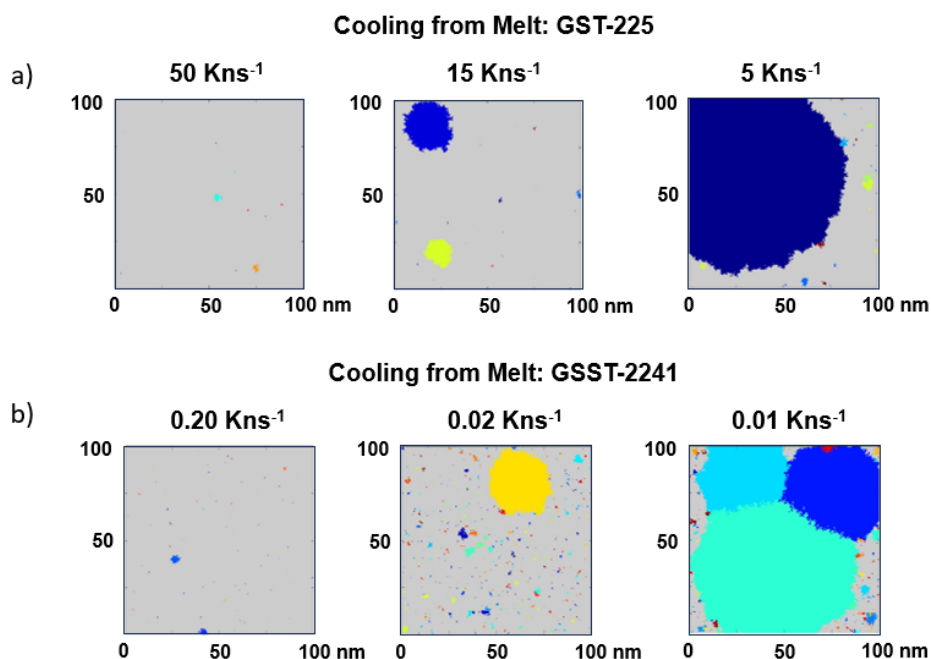 Cooling from Melt: GST-225
a)
50 Kns⁻¹ 15 Kns⁻¹ 5 Kns⁻¹
100 100 100
50 50 50
0 50 100 nm 0 50 100 nm 0 50 100 nm
Cooling from Melt: GSST-2241
b)
0.20 Kns⁻¹ 0.02 Kns⁻¹ 0.01 Kns⁻¹
100 100 100
50 50 50
0 50 100 nm 0 50 100 nm 0 50 100 nm